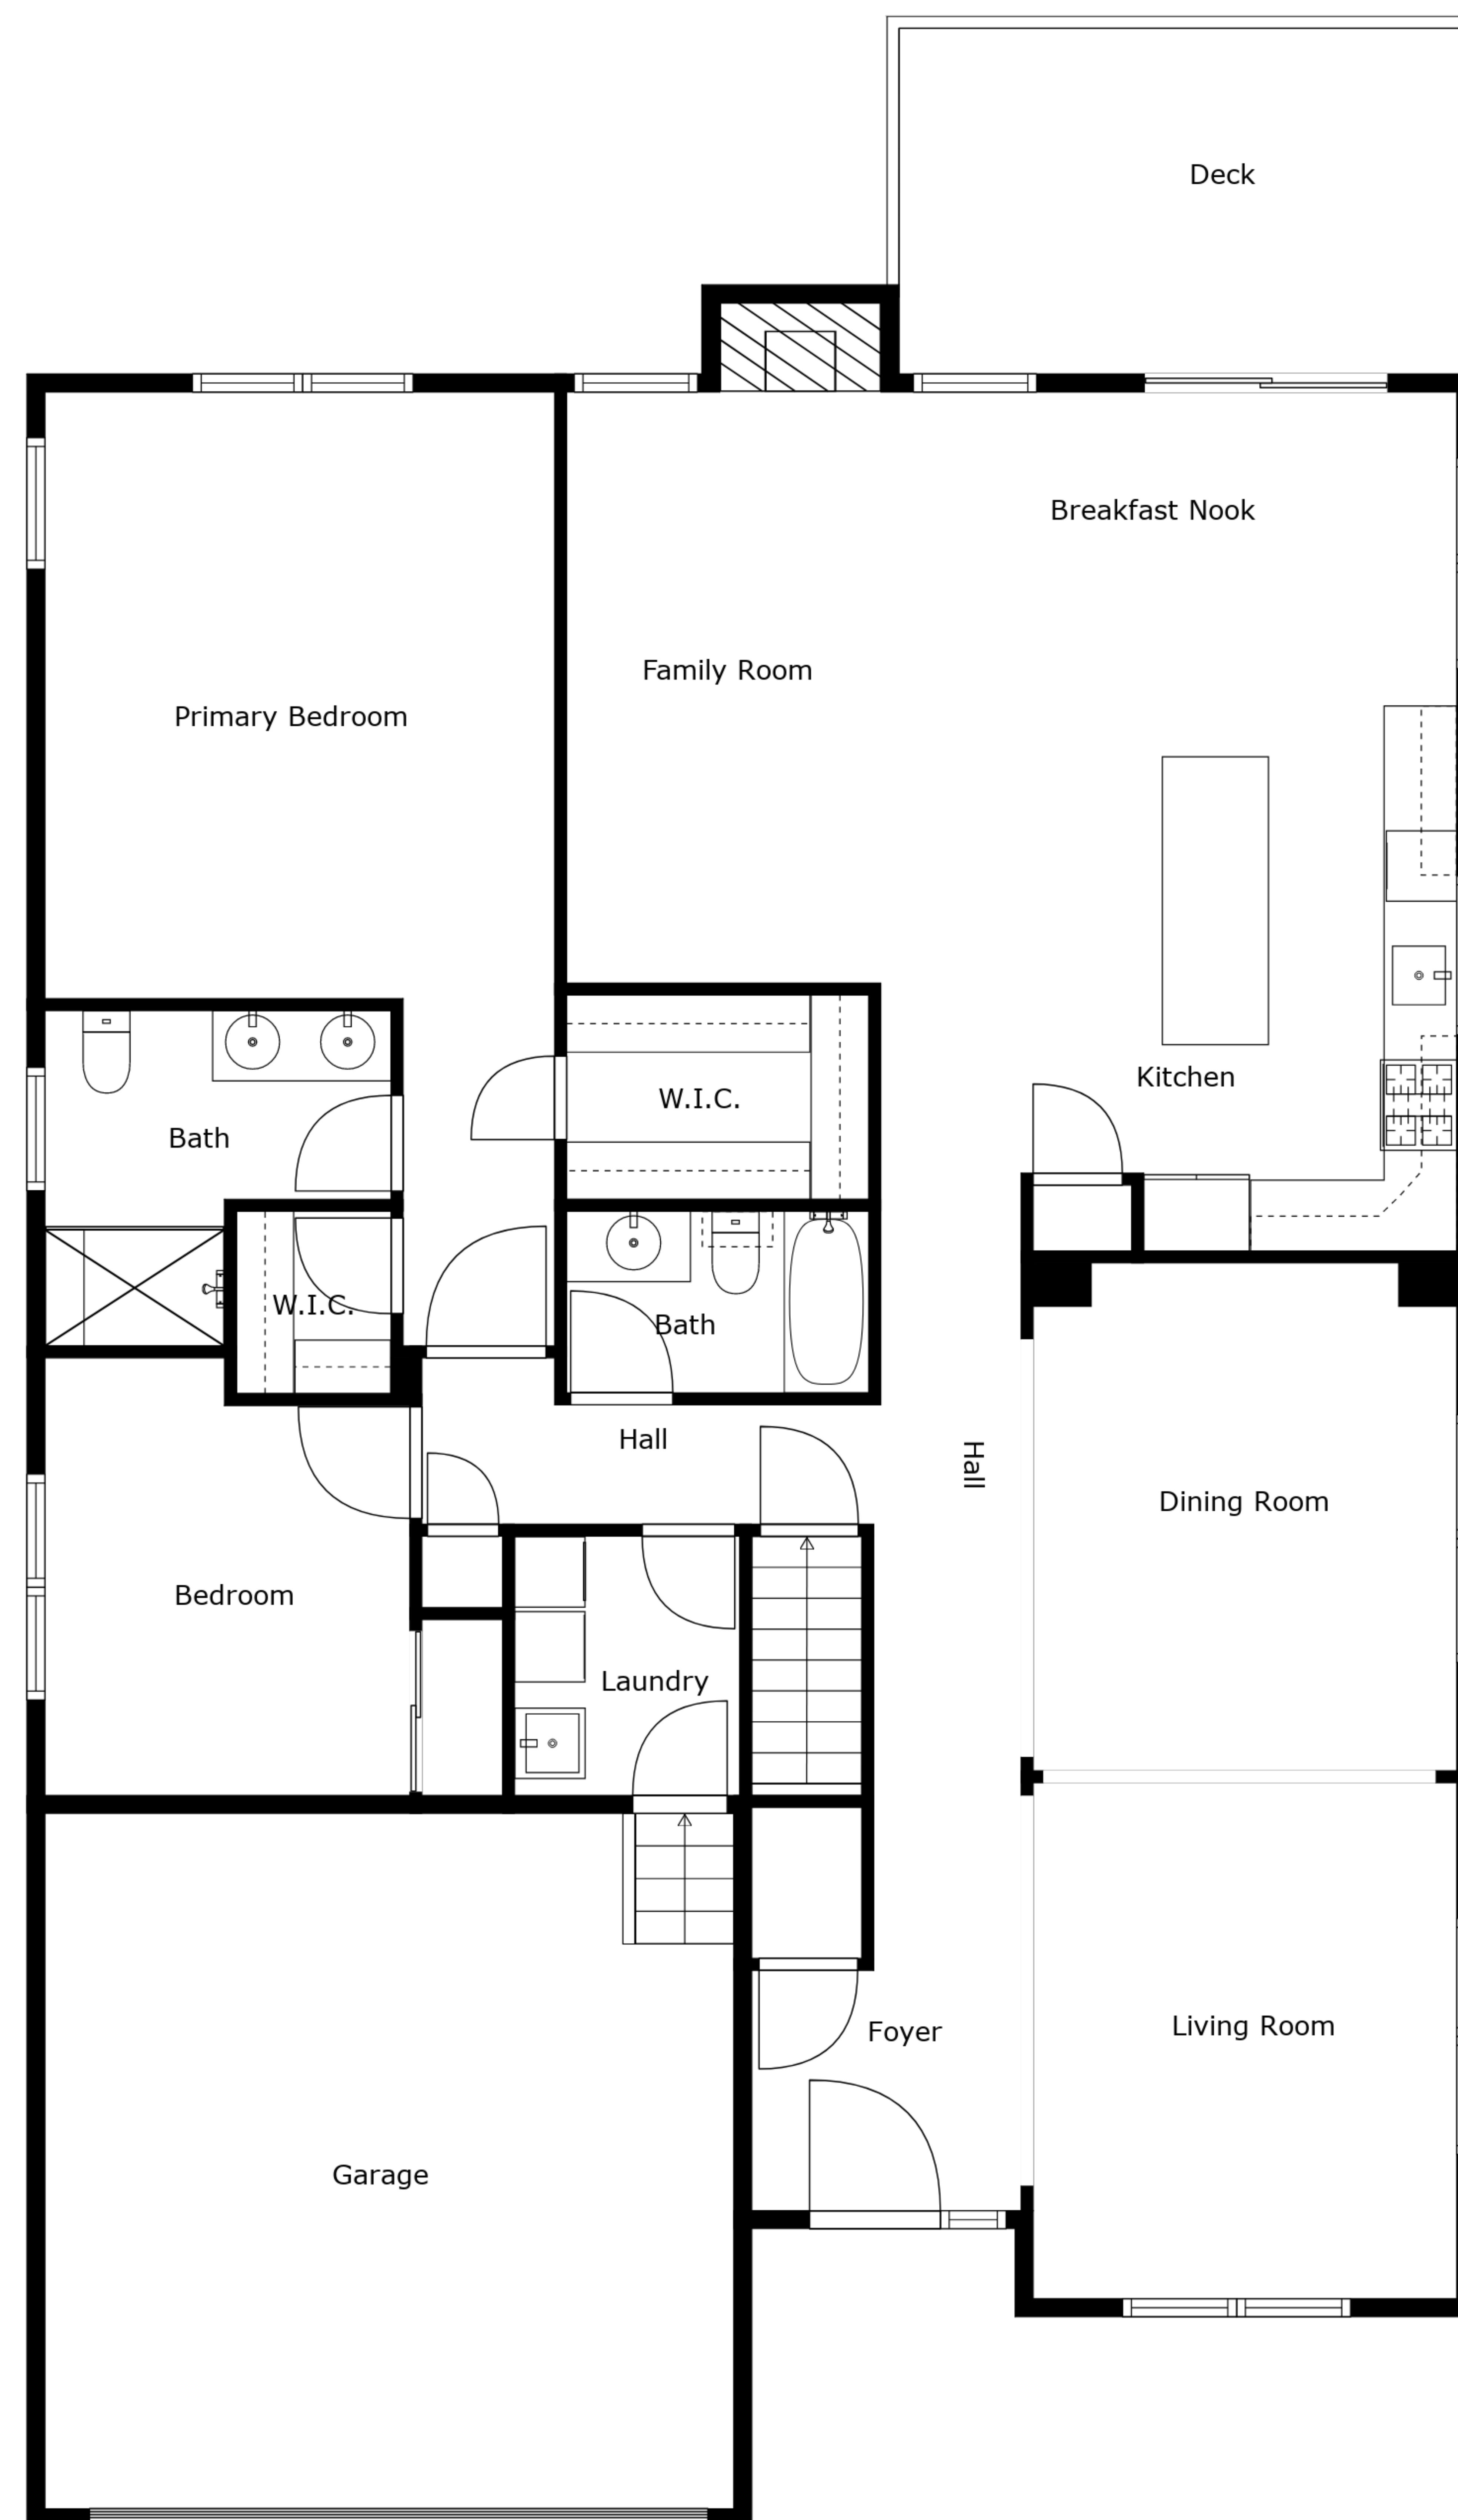 Deck
Breakfast Nook
Family Room
Primary Bedroom
Kitchen
W.I.C.
Bath
W.I.C.
Bath
Hall
Hall
Dining Room
Bedroom
Laundry
Living Room
Foyer
Garage